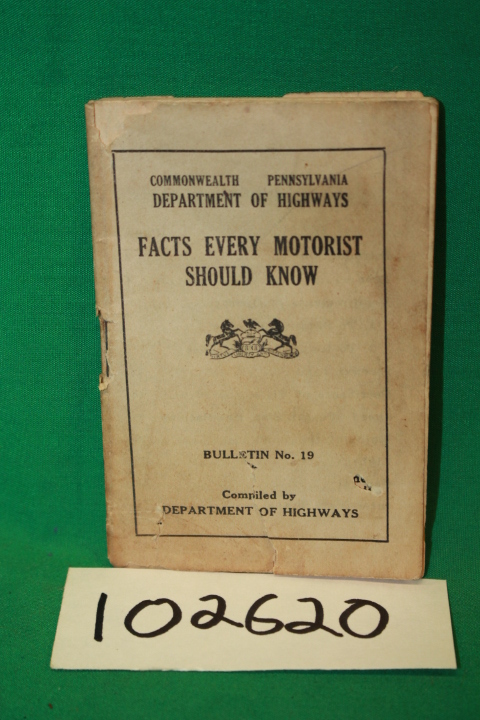 COMMONWEALTH PENNSYLVANIA
DEPARTMENT OF HIGHWAYS
FACTS EVERY MOTORIST
SHOULD KNOW
BULLETIN No. 19
Compiled by
DEPARTMENT OF HIGHWAYS
102620